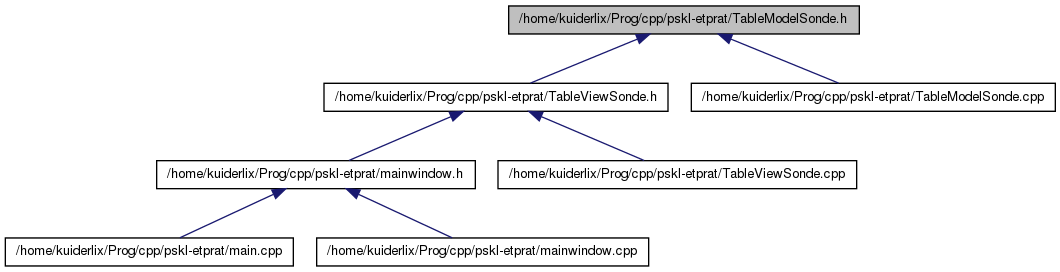 /home/kuiderlix/Prog/cpp/pskl-etprat/TableModelSonde.h
/home/kuiderlix/Prog/cpp/pskl-etprat/TableViewSonde.h
/home/kuiderlix/Prog/cpp/pskl-etprat/TableModelSonde.cpp
/home/kuiderlix/Prog/cpp/pskl-etprat/mainwindow.h
/home/kuiderlix/Prog/cpp/pskl-etprat/TableViewSonde.cpp
/home/kuiderlix/Prog/cpp/pskl-etprat/main.cpp
/home/kuiderlix/Prog/cpp/pskl-etprat/mainwindow.cpp